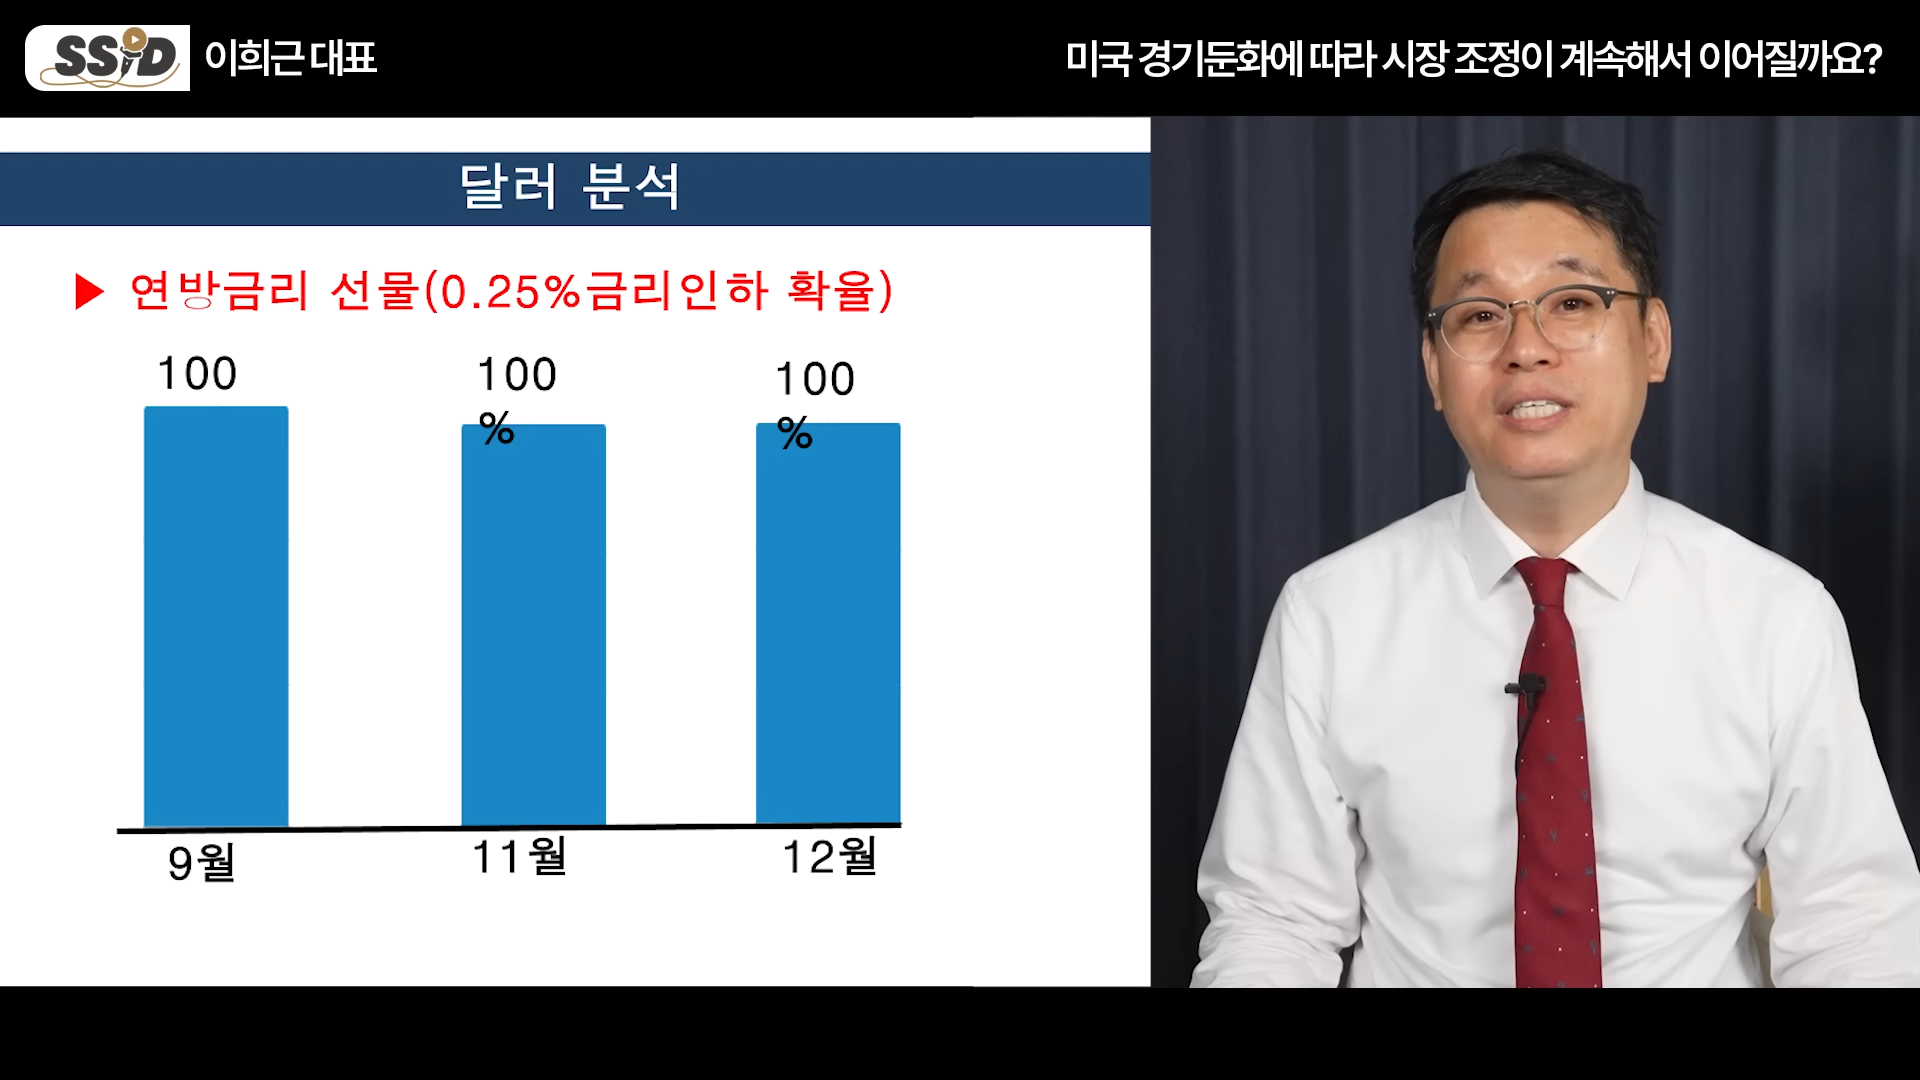 SSiD 이희근 대표
미국 경기둔화에 따라 시장 조정이 계속해서 이어질까요?
달러 분석
▶ 연방금리 선물(0.25%금리인하 확율)
100
100
%
100
%
9월
11월
12월